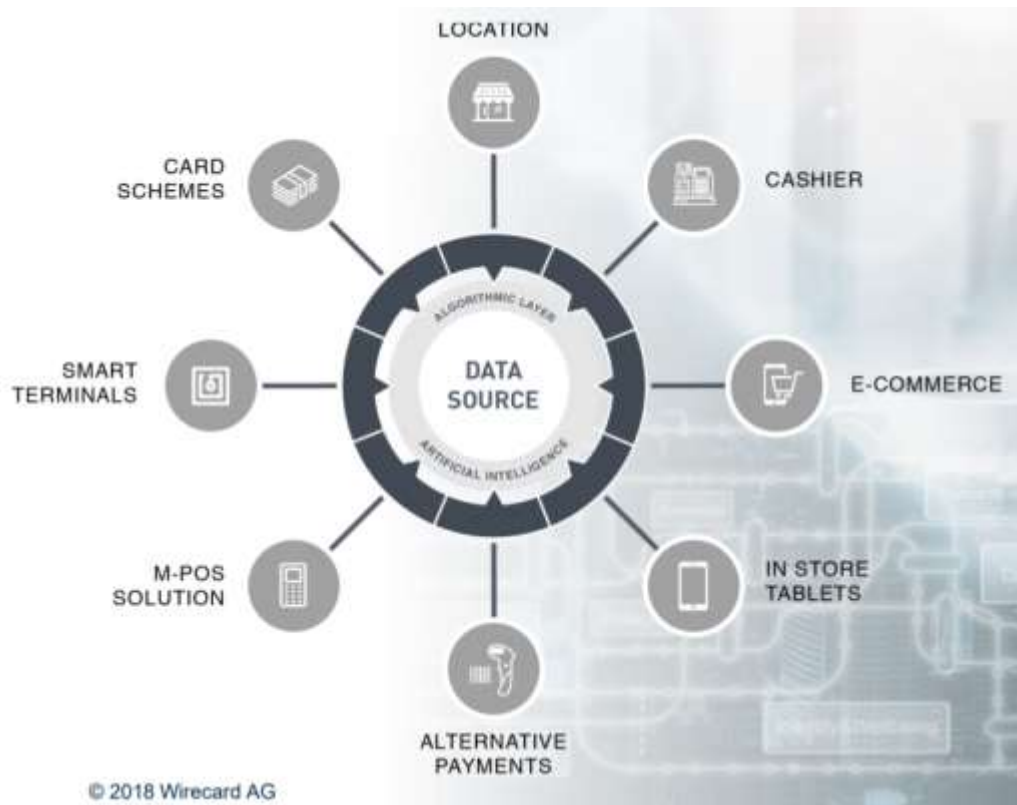 LOCATION
CARD
SCHEMES
CASHIER
ALGORITHMIC LAYER
SMART
TERMINALS
DATA
SOURCE
E-COMMERCE
ARTIFICIAL INTELLIGENCE
M-POS
SOLUTION
IN STORE
TABLETS
ALTERNATIVE
PAYMENTS
© 2018 Wirecard AG